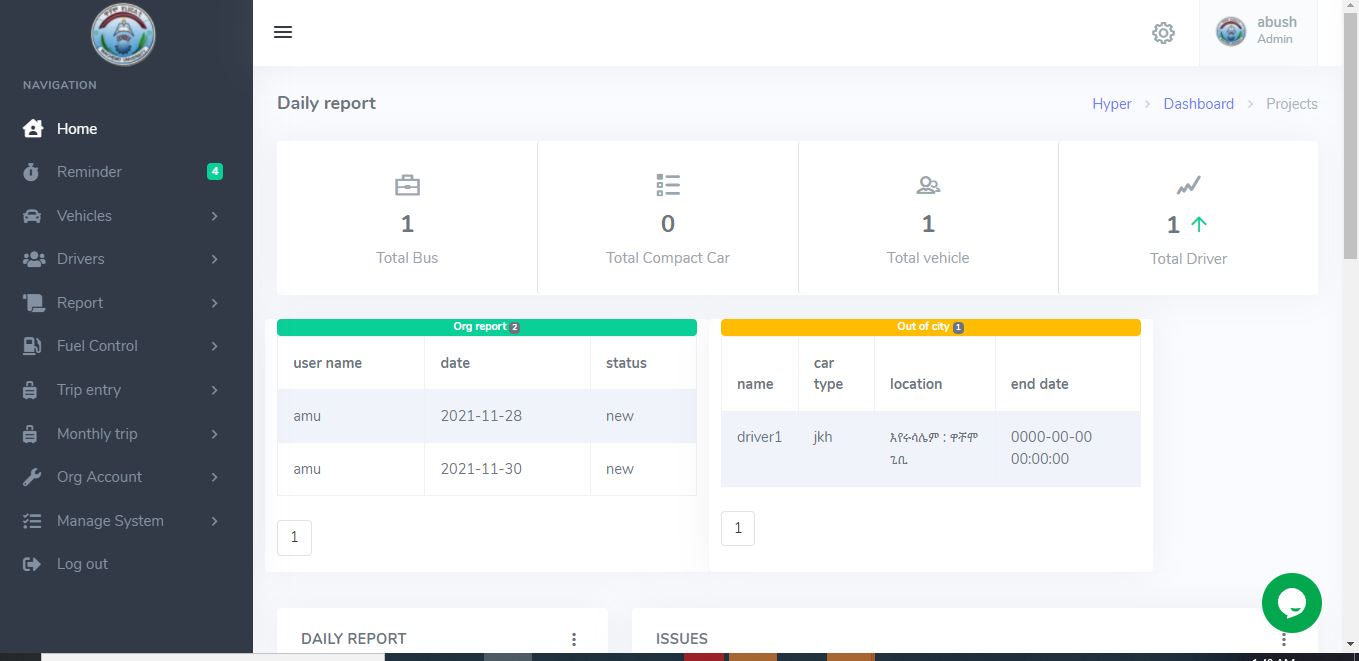 NAVIGATION
Home
Reminder 4
Vehicles
Drivers
Report
Fuel Control
Trip entry
Monthly trip
Org Account
Manage System
Log out
abush
Admin
Daily report
Hyper > Dashboard > Projects
1
Total Bus
0
Total Compact Car
1
Total vehicle
1
Total Driver
Org report 2
user name date status
amu 2021-11-28 new
amu 2021-11-30 new
1
Out of city 1
name car type location end date
driver1 jkh እየሩሳሌም : ዋቸሞ 0000-00-00
ጊቢ 00:00:00
1
DAILY REPORT
ISSUES